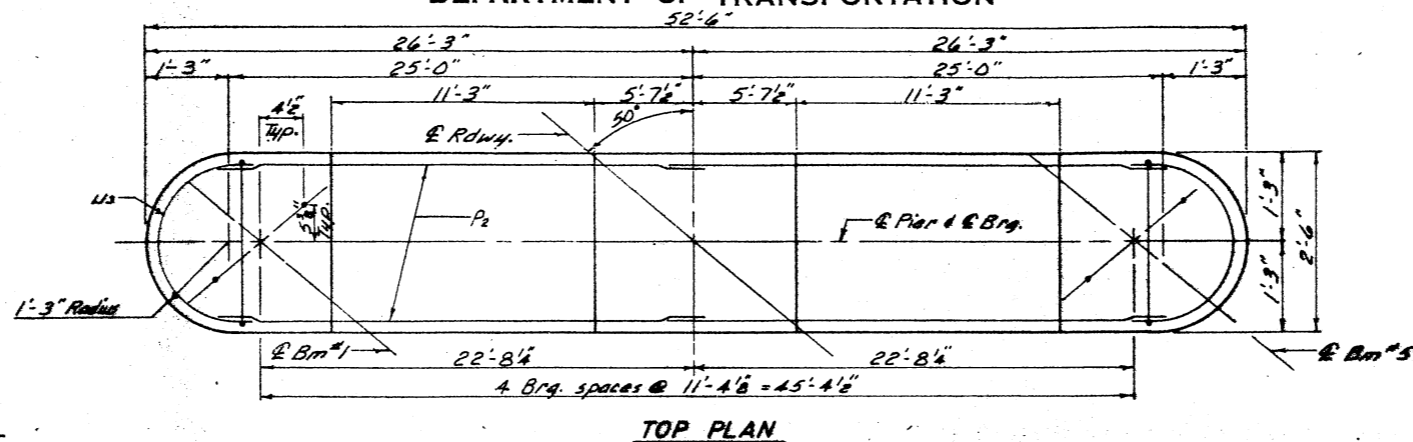 DEPARTMENT OF TRANSPORTATION
52'-6"
26'-3" 26'-3"
1'-3" 25'-0" 25'-0" 1'-3"
11'-3" 5'-7½" 5'-7½" 11'-3"
4½"
Typ.
50°
℄ Rdwy.
U3
Typ.
P2
℄ Pier & ℄ Brg.
1'-3"
1'-3"
2'-6"
1'-3" Radius
℄ Bm #1
22'-8¼" 22'-8¼"
℄ Bm #5
4 Brg. spaces @ 11'-4⅛" = 45'-4½"
TOP PLAN